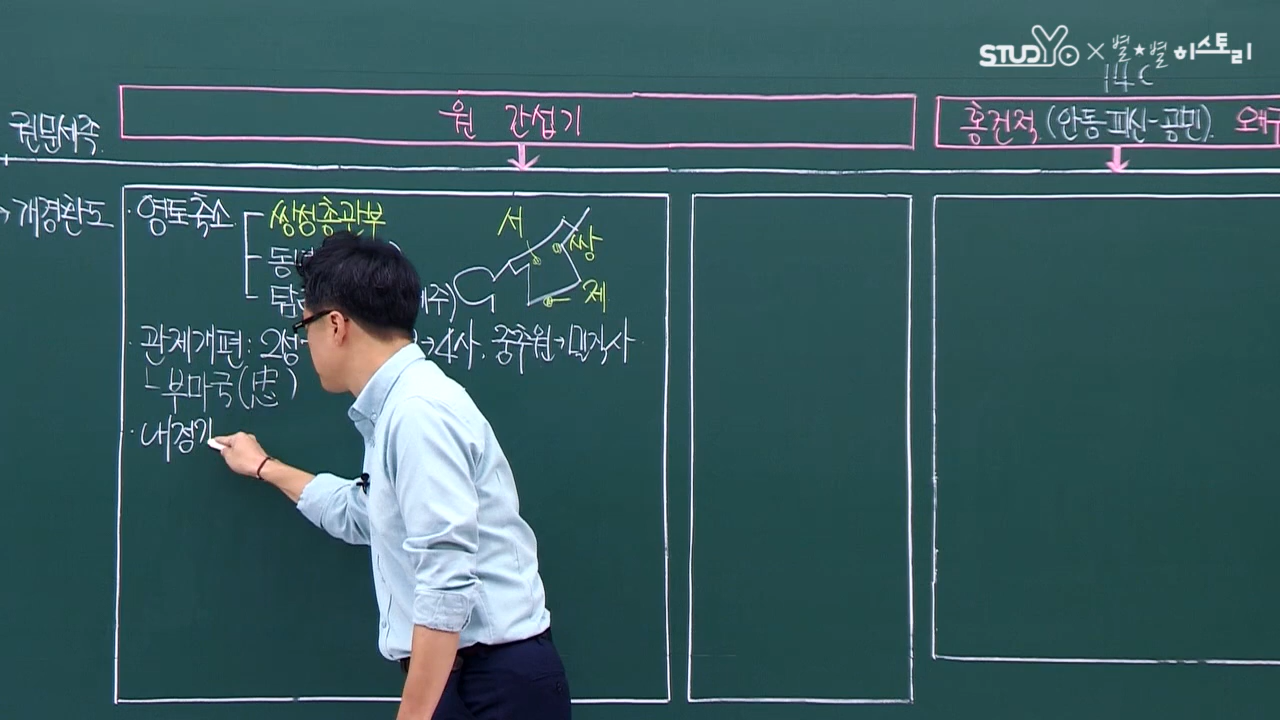 STUDYO × 별★별 히스토리
14C
권문세족
원 간섭기
홍건적 (안동 피신-공민).
→개경환도
· 영토축소
쌍성총관부
서
쌍
제
· 관제개편: 2성
→4사. 중추원→밀직사
ㄴ부마국(忠)
· 내정